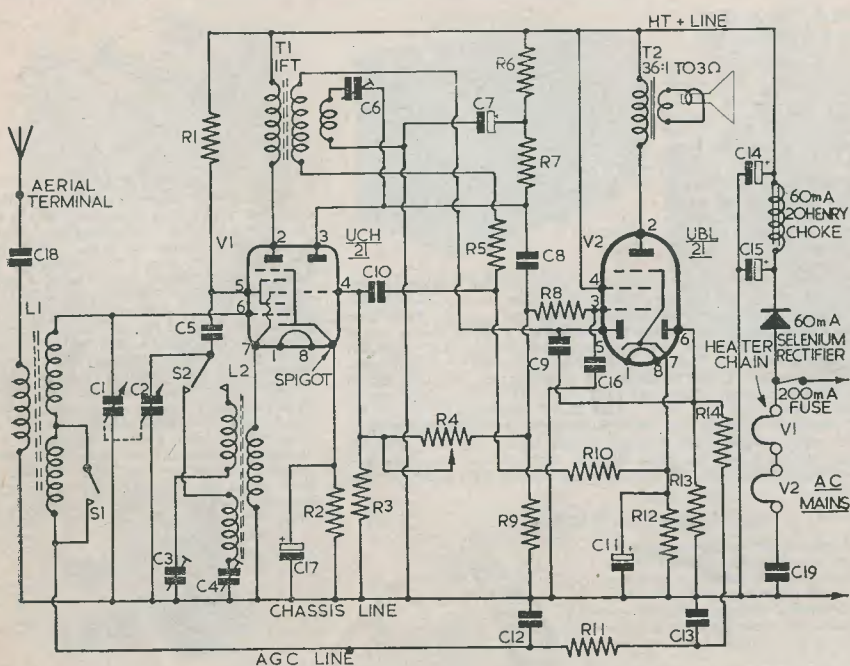 HT + LINE
T1
IFT
C6
R6
T2
36:1 TO 3Ω
R1
C7
R7
C14
+
60mA
20HENRY
CHOKE
AERIAL
TERMINAL
C18
V1
2
3
UCH
21
R5
C8
V2
2
UBL
21
C15
+
5
6
4
C10
R8
4
3
60mA
SELENIUM
RECTIFIER
L1
C5
7
1
8
SPIGOT
C9
5
C16
1
8
7
6
HEATER
CHAIN
200mA
FUSE
C1
C2
S2
L2
R4
R14
V1
S1
R10
V2
AC
MAINS
R2
R3
R9
R12
R13
C3
C4
+
C17
C11
+
C19
CHASSIS LINE
C12
R11
C13
AGC LINE